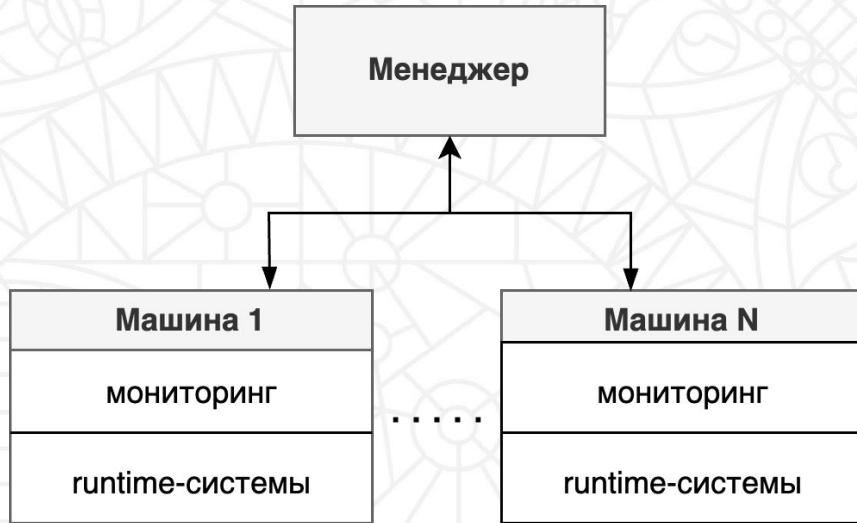 Менеджер
Машина 1
мониторинг
runtime-системы
.....
Машина N
мониторинг
runtime-системы